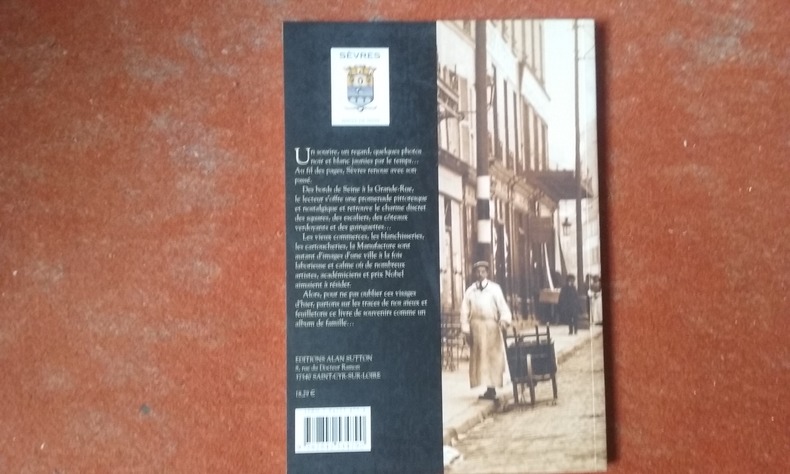 SÈVRES
Un sourire, un regard, quelques photos
noir et blanc jaunies par le temps...
Au fil des pages, Sèvres renoue avec son
passé.
Des bords de Seine à la Grande-Rue,
le lecteur s'offre une promenade pittoresque
et nostalgique et retrouve le charme discret
des squares, des escaliers, des côteaux
verdoyants et des guinguettes...
Les vieux commerces, les blanchisseries,
les cartoucheries, la Manufacture sont
autant d'images d'une ville à la fois
laborieuse et calme où de nombreux
artistes, académiciens et prix Nobel
aimaient à résider.
Alors, pour ne pas oublier ces visages
d'hier, partons sur les traces de nos aïeux et
feuilletons ce livre de souvenirs comme un
album de famille...
EDITIONS ALAN SUTTON
8, rue du Docteur Ramon
37540 SAINT-CYR-SUR-LOIRE